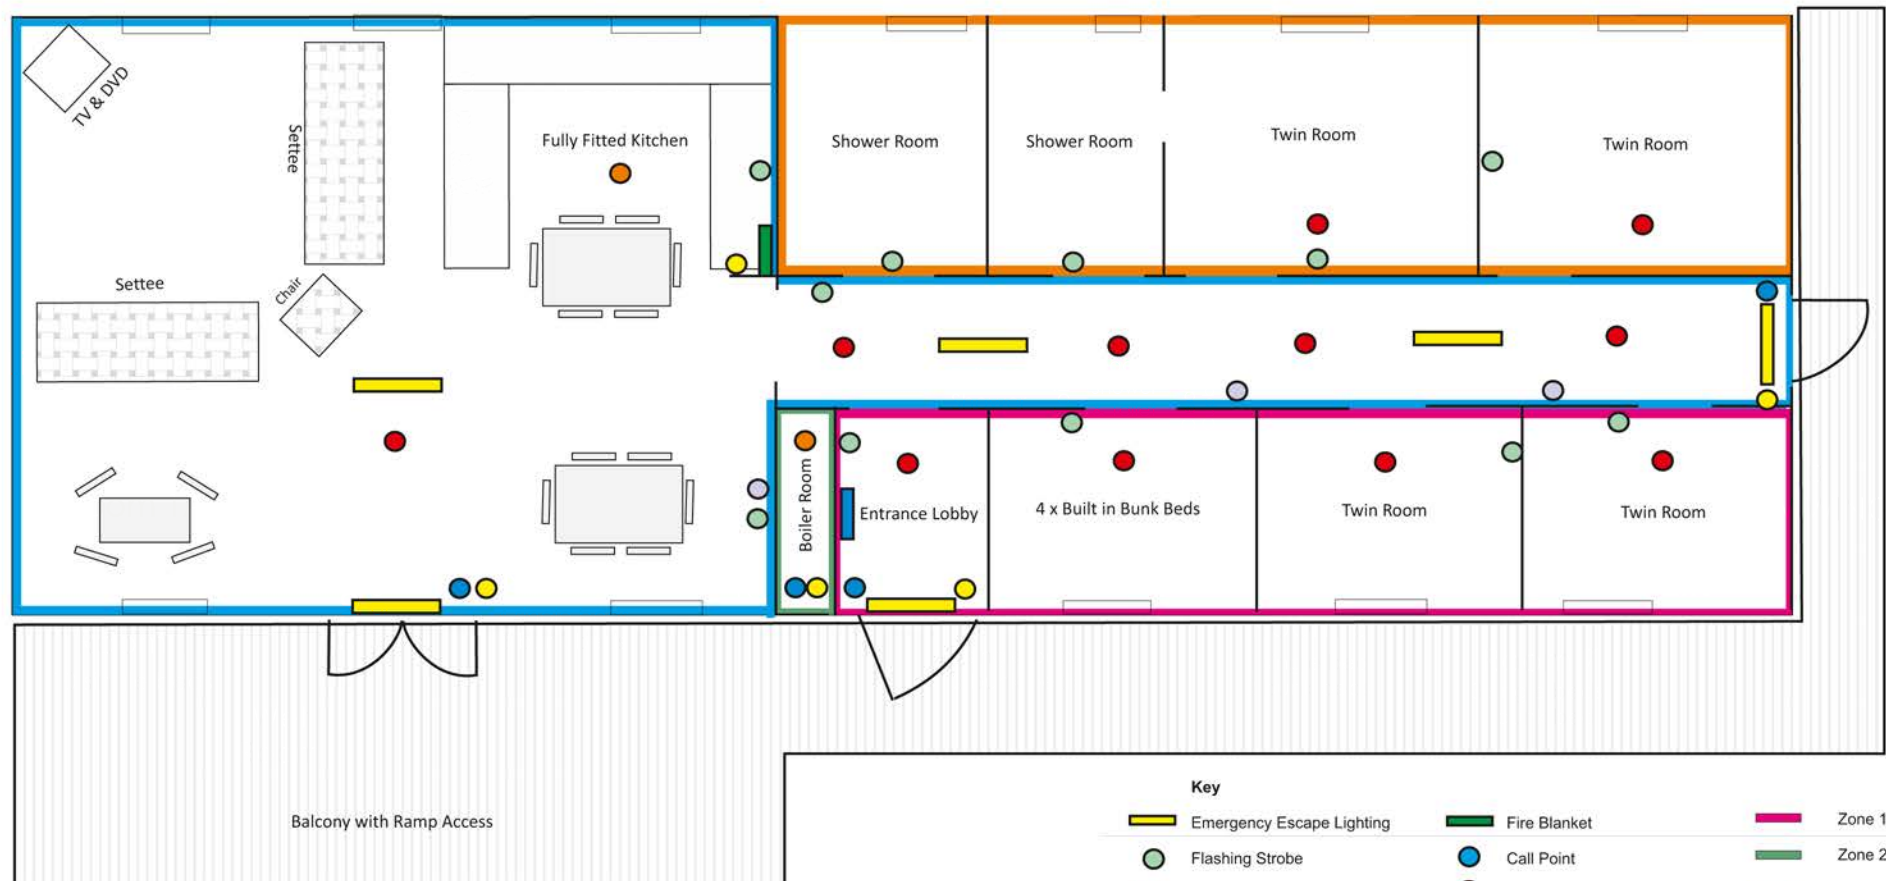 TV & DVD
Settee
Fully Fitted Kitchen
Shower Room
Shower Room
Twin Room
Twin Room
Settee
Chair
Boiler Room
Entrance Lobby
4 x Built in Bunk Beds
Twin Room
Twin Room
Balcony with Ramp Access
Key
Emergency Escape Lighting
Fire Blanket
Zone 1
Flashing Strobe
Call Point
Zone 2